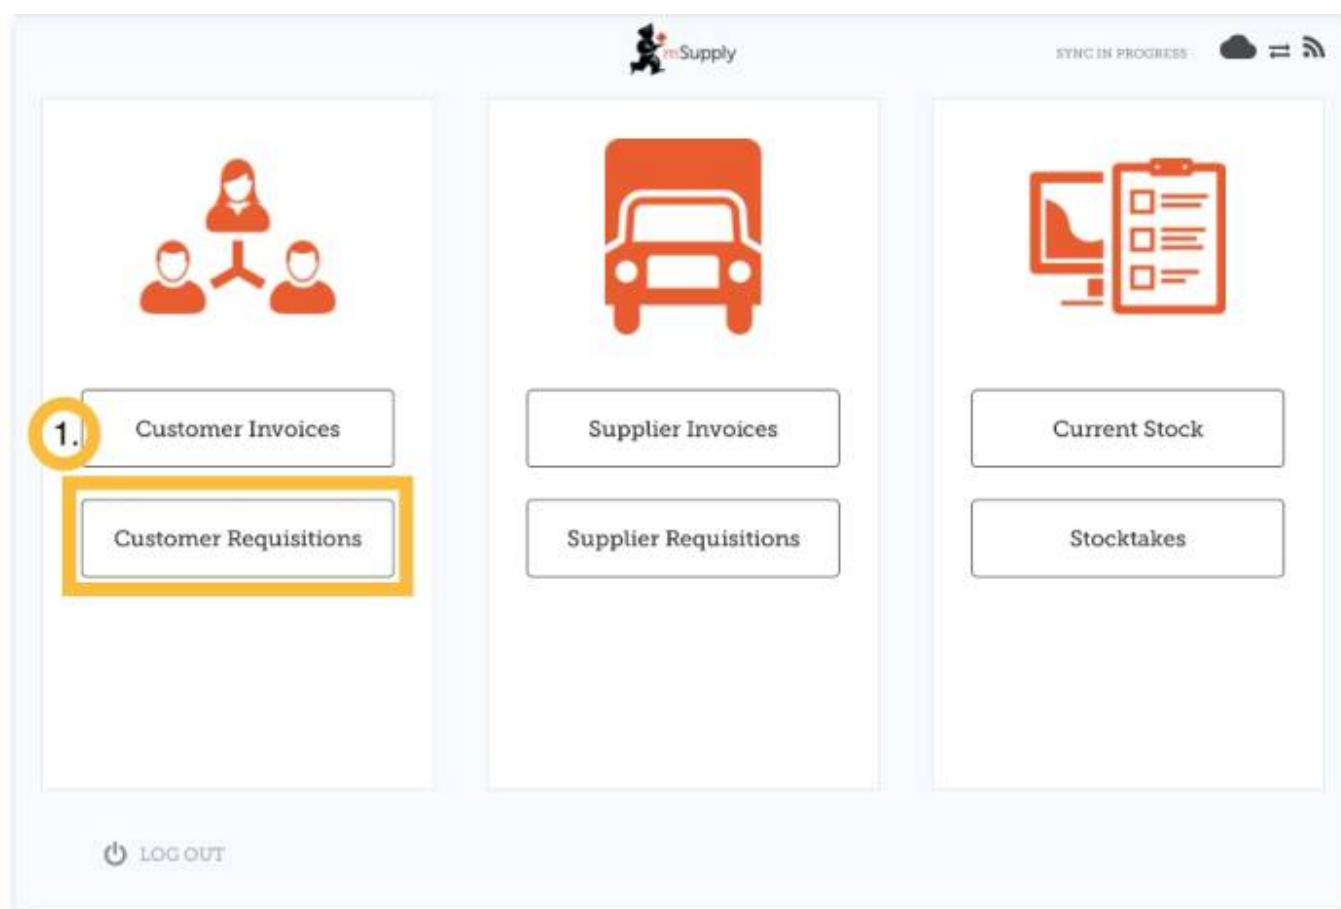 mSupply
SYNC IN PROGRESS
1.
Customer Invoices
Customer Requisitions
Supplier Invoices
Supplier Requisitions
Current Stock
Stocktakes
LOG OUT